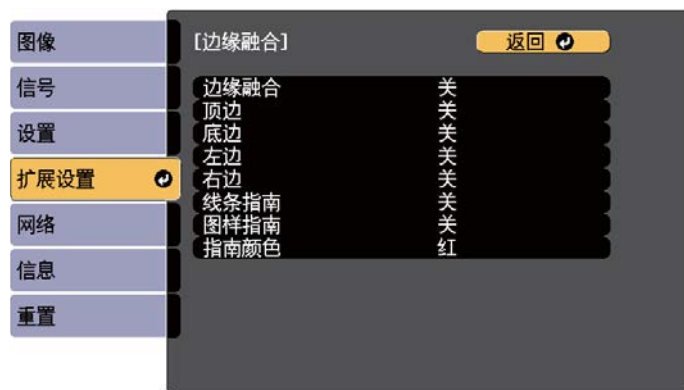 图像
信号
设置
扩展设置
网络
信息
重置
[边缘融合]
返回
边缘融合 关
顶边 关
底边 关
左边 关
右边 关
线条指南 关
图样指南 关
指南颜色 红